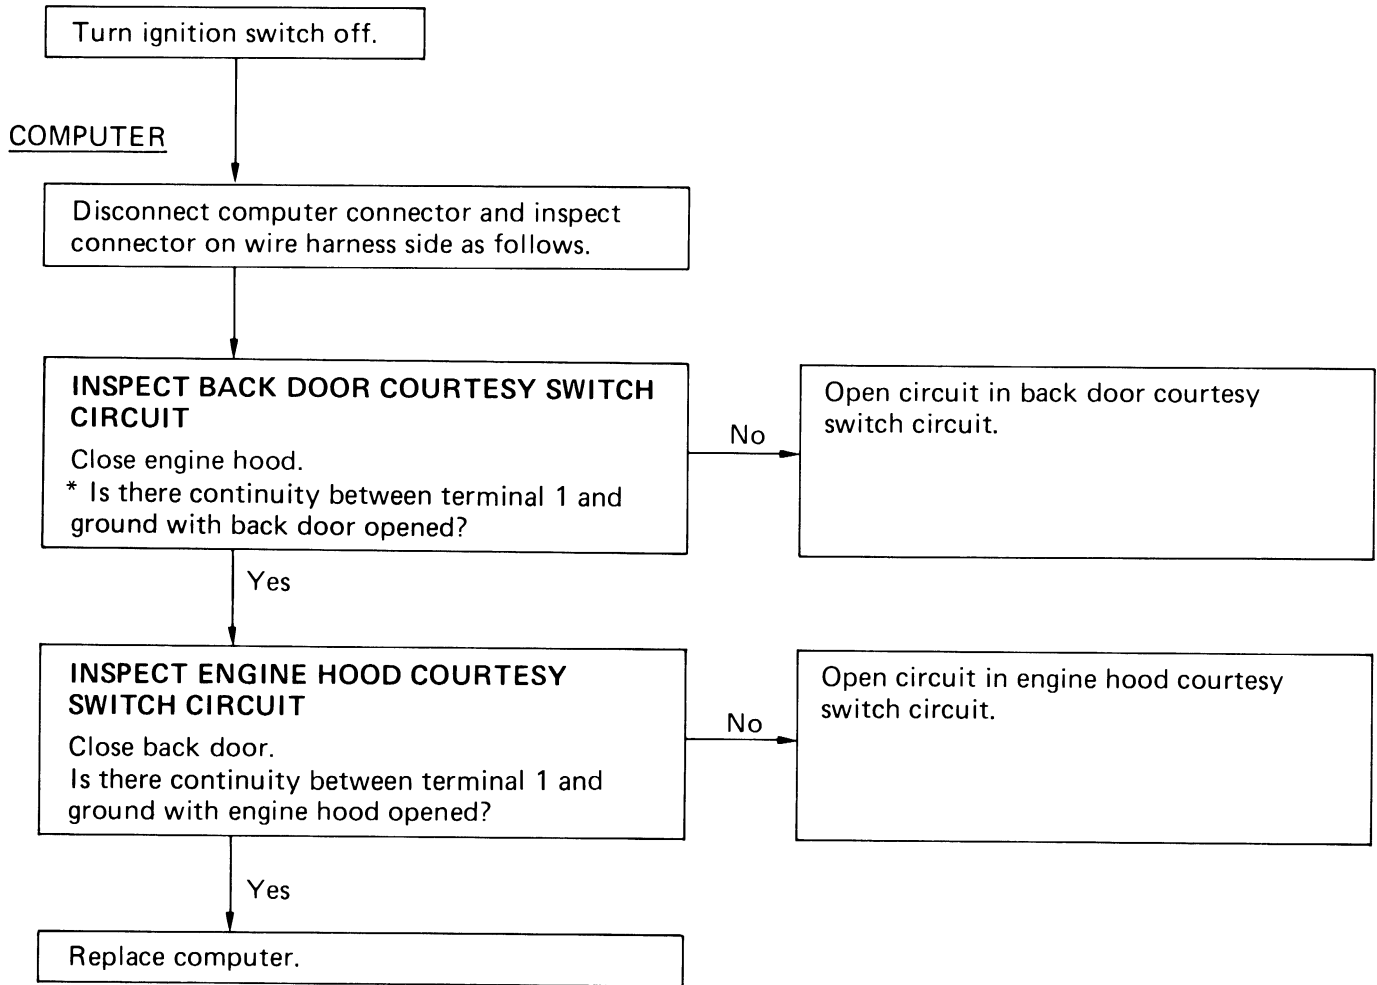 Turn ignition switch off.
COMPUTER
Disconnect computer connector and inspect
connector on wire harness side as follows.
INSPECT BACK DOOR COURTESY SWITCH
CIRCUIT
Close engine hood.
* Is there continuity between terminal 1 and
ground with back door opened?
No
Open circuit in back door courtesy
switch circuit.
Yes
INSPECT ENGINE HOOD COURTESY
SWITCH CIRCUIT
Close back door.
Is there continuity between terminal 1 and
ground with engine hood opened?
No
Open circuit in engine hood courtesy
switch circuit.
Yes
Replace computer.